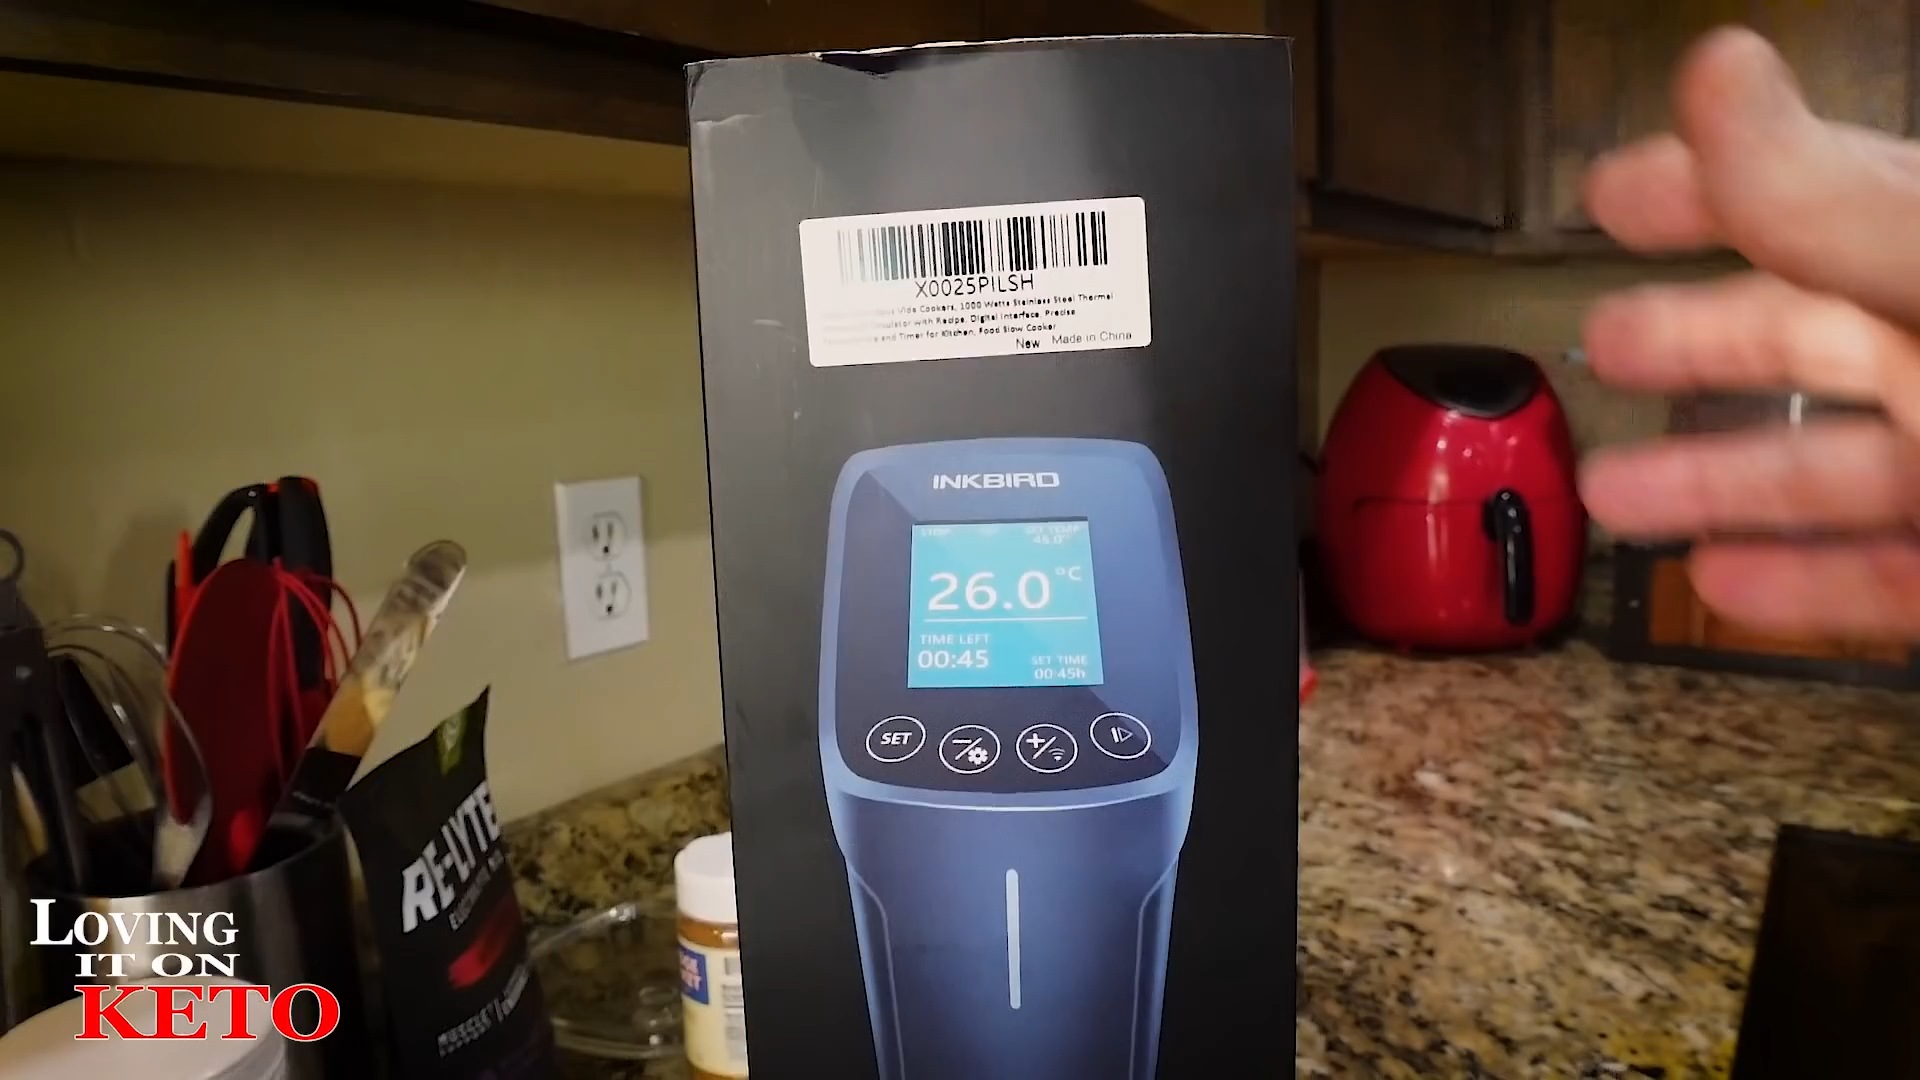 X0025PILSH
Vide Cookers, 1000 Watts Stainless Steel Thermal
Circulator with Recipe, Digital Interface, Precise
and Timer for Kitchen, Food Slow Cooker
New Made in China
INKBIRD
SET TEMP
45.0°
26.0°C
TIME LEFT
00:45
SET TIME
00:45h
SET
RE-LYTE
LOVING
IT ON
KETO